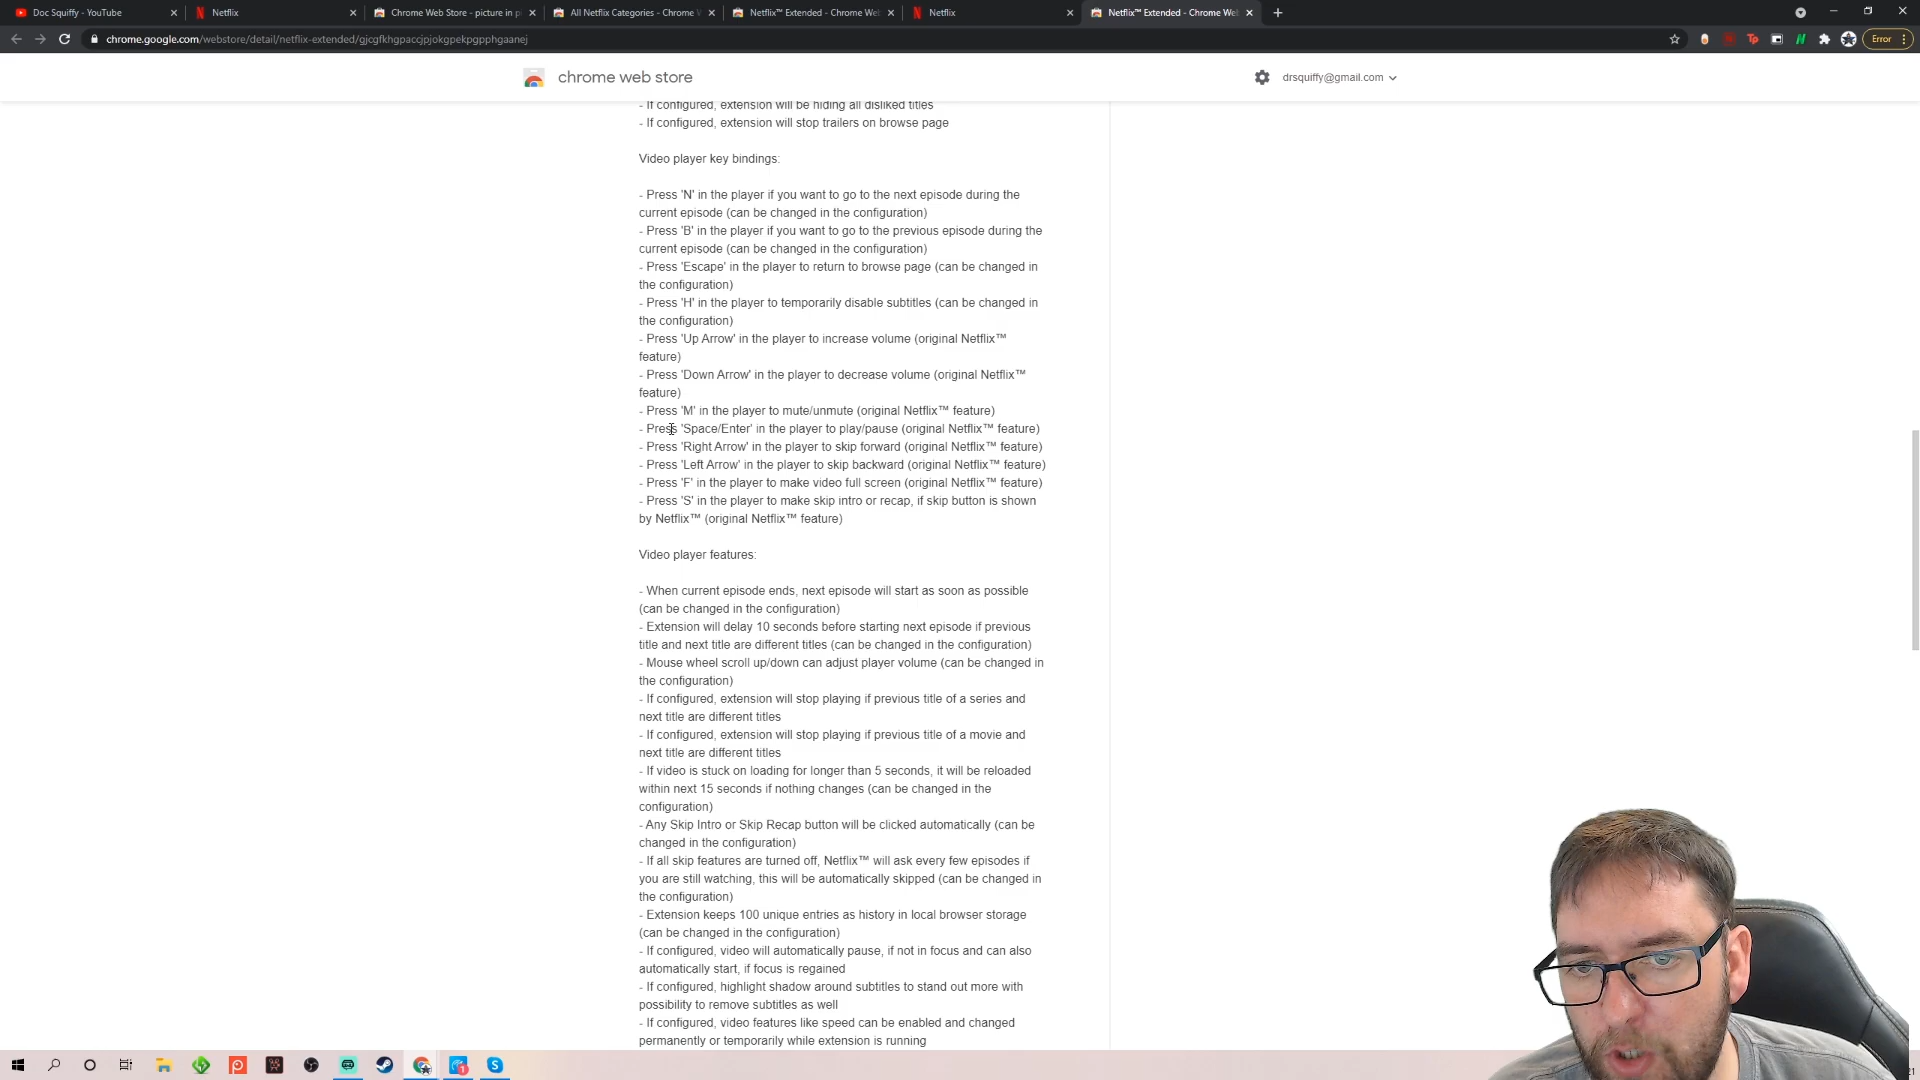 Doc Squiffy - YouTube
Netflix
Chrome Web Store - picture in p
All Netflix Categories - Chrome
Netflix™ Extended - Chrome We
Netflix
Netflix™ Extended - Chrome Web
chrome.google.com/webstore/detail/netflix-extended/gjcgfkhgpaccjpjokgpekpgpphgaanej
Error
chrome web store
drsquiffy@gmail.com
- If configured, extension will be hiding all disliked titles
- If configured, extension will stop trailers on browse page
Video player key bindings:
- Press 'N' in the player if you want to go to the next episode during the
current episode (can be changed in the configuration)
- Press 'B' in the player if you want to go to the previous episode during the
current episode (can be changed in the configuration)
- Press 'Escape' in the player to return to browse page (can be changed in
the configuration)
- Press 'H' in the player to temporarily disable subtitles (can be changed in
the configuration)
- Press 'Up Arrow' in the player to increase volume (original Netflix™
feature)
- Press 'Down Arrow' in the player to decrease volume (original Netflix™
feature)
- Press 'M' in the player to mute/unmute (original Netflix™ feature)
- Press 'Space/Enter' in the player to play/pause (original Netflix™ feature)
- Press 'Right Arrow' in the player to skip forward (original Netflix™ feature)
- Press 'Left Arrow' in the player to skip backward (original Netflix™ feature)
- Press 'F' in the player to make video full screen (original Netflix™ feature)
- Press 'S' in the player to make skip intro or recap, if skip button is shown
by Netflix™ (original Netflix™ feature)
Video player features:
- When current episode ends, next episode will start as soon as possible
(can be changed in the configuration)
- Extension will delay 10 seconds before starting next episode if previous
title and next title are different titles (can be changed in the configuration)
- Mouse wheel scroll up/down can adjust player volume (can be changed in
the configuration)
- If configured, extension will stop playing if previous title of a series and
next title are different titles
- If configured, extension will stop playing if previous title of a movie and
next title are different titles
- If video is stuck on loading for longer than 5 seconds, it will be reloaded
within next 15 seconds if nothing changes (can be changed in the
configuration)
- Any Skip Intro or Skip Recap button will be clicked automatically (can be
changed in the configuration)
- If all skip features are turned off, Netflix™ will ask every few episodes if
you are still watching, this will be automatically skipped (can be changed in
the configuration)
- Extension keeps 100 unique entries as history in local browser storage
(can be changed in the configuration)
- If configured, video will automatically pause, if not in focus and can also
automatically start, if focus is regained
- If configured, highlight shadow around subtitles to stand out more with
possibility to remove subtitles as well
- If configured, video features like speed can be enabled and changed
permanently or temporarily while extension is running